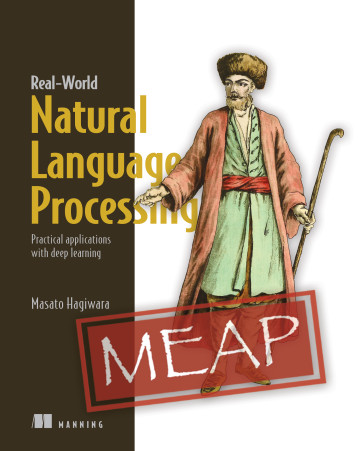 Real-World
Natural
Language
Processing
Practical applications
with deep learning
Masato Hagiwara
MEAP
MANNING